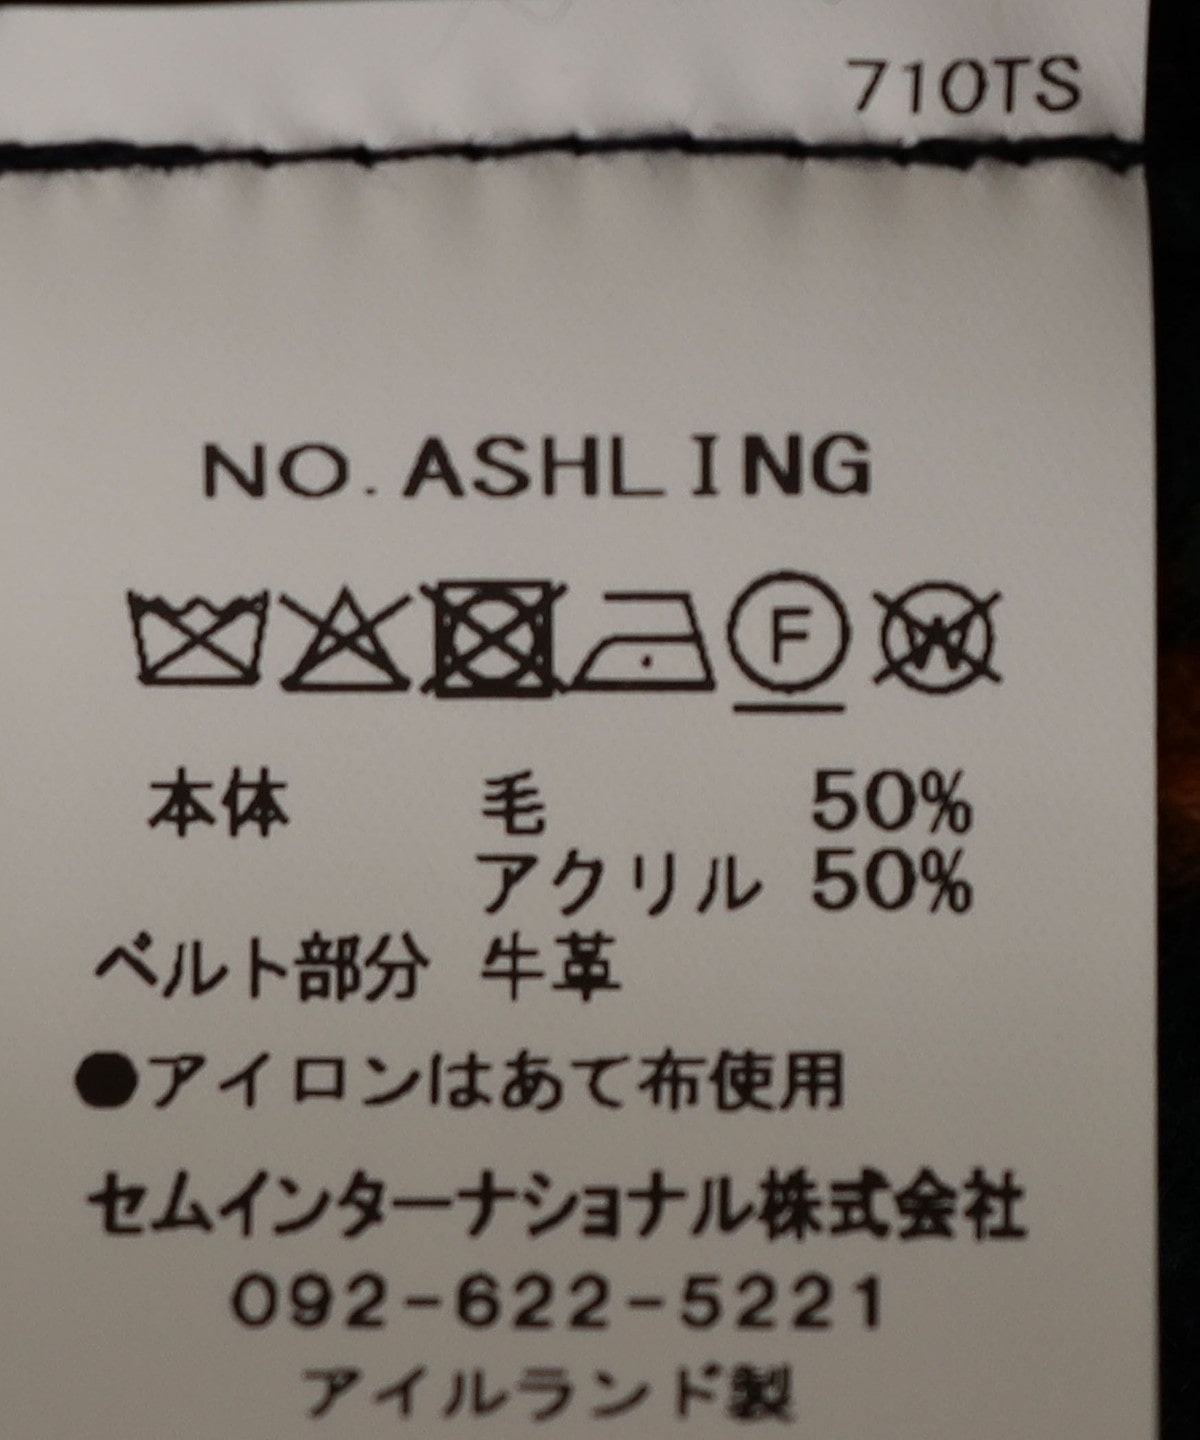 710TS
NO.ASHLING
F W
本体 毛 50%
アクリル 50%
ベルト部分 牛革
●アイロンはあて布使用
セムインターナショナル株式会社
092-622-5221
アイルランド製